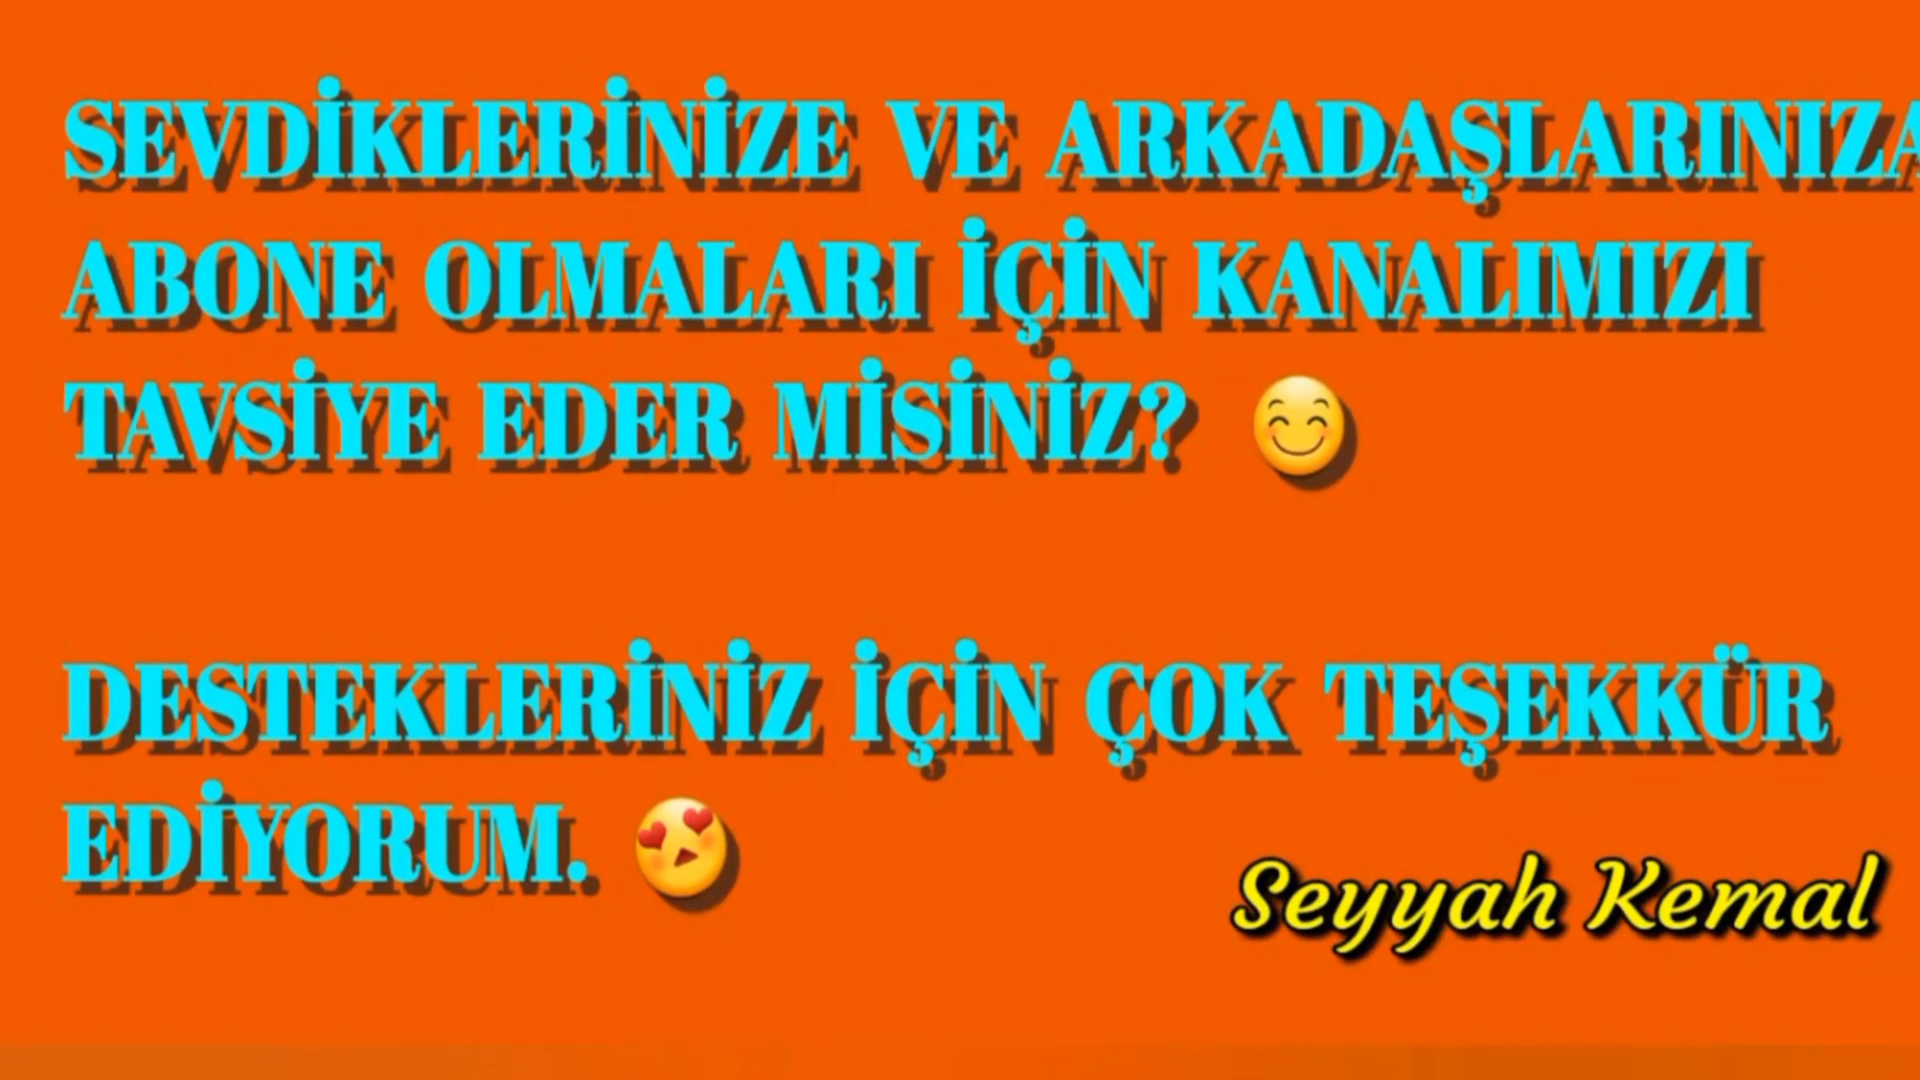 SEVDİKLERİNİZE VE ARKADAŞLARINIZA
ABONE OLMALARI İÇİN KANALIMIZI
TAVSİYE EDER MİSİNİZ? 😊
DESTEKLERİNİZ İÇİN ÇOK TEŞEKKÜR
EDİYORUM. 😍
Seyyah Kemal